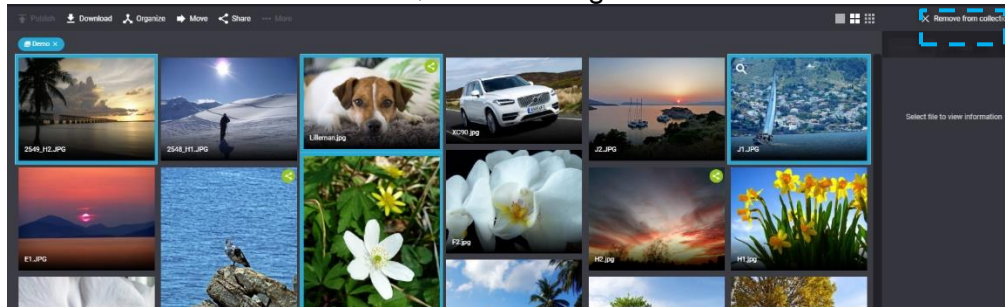 Publish Download Organize Move Share More Remove from collecti
Demo
2549_H2.JPG 2548_H1.JPG Lilleman.jpg XC90.jpg J2.JPG J1.JPG
Select file to view information
E1.JPG F2.jpg H2.jpg H1.jpg